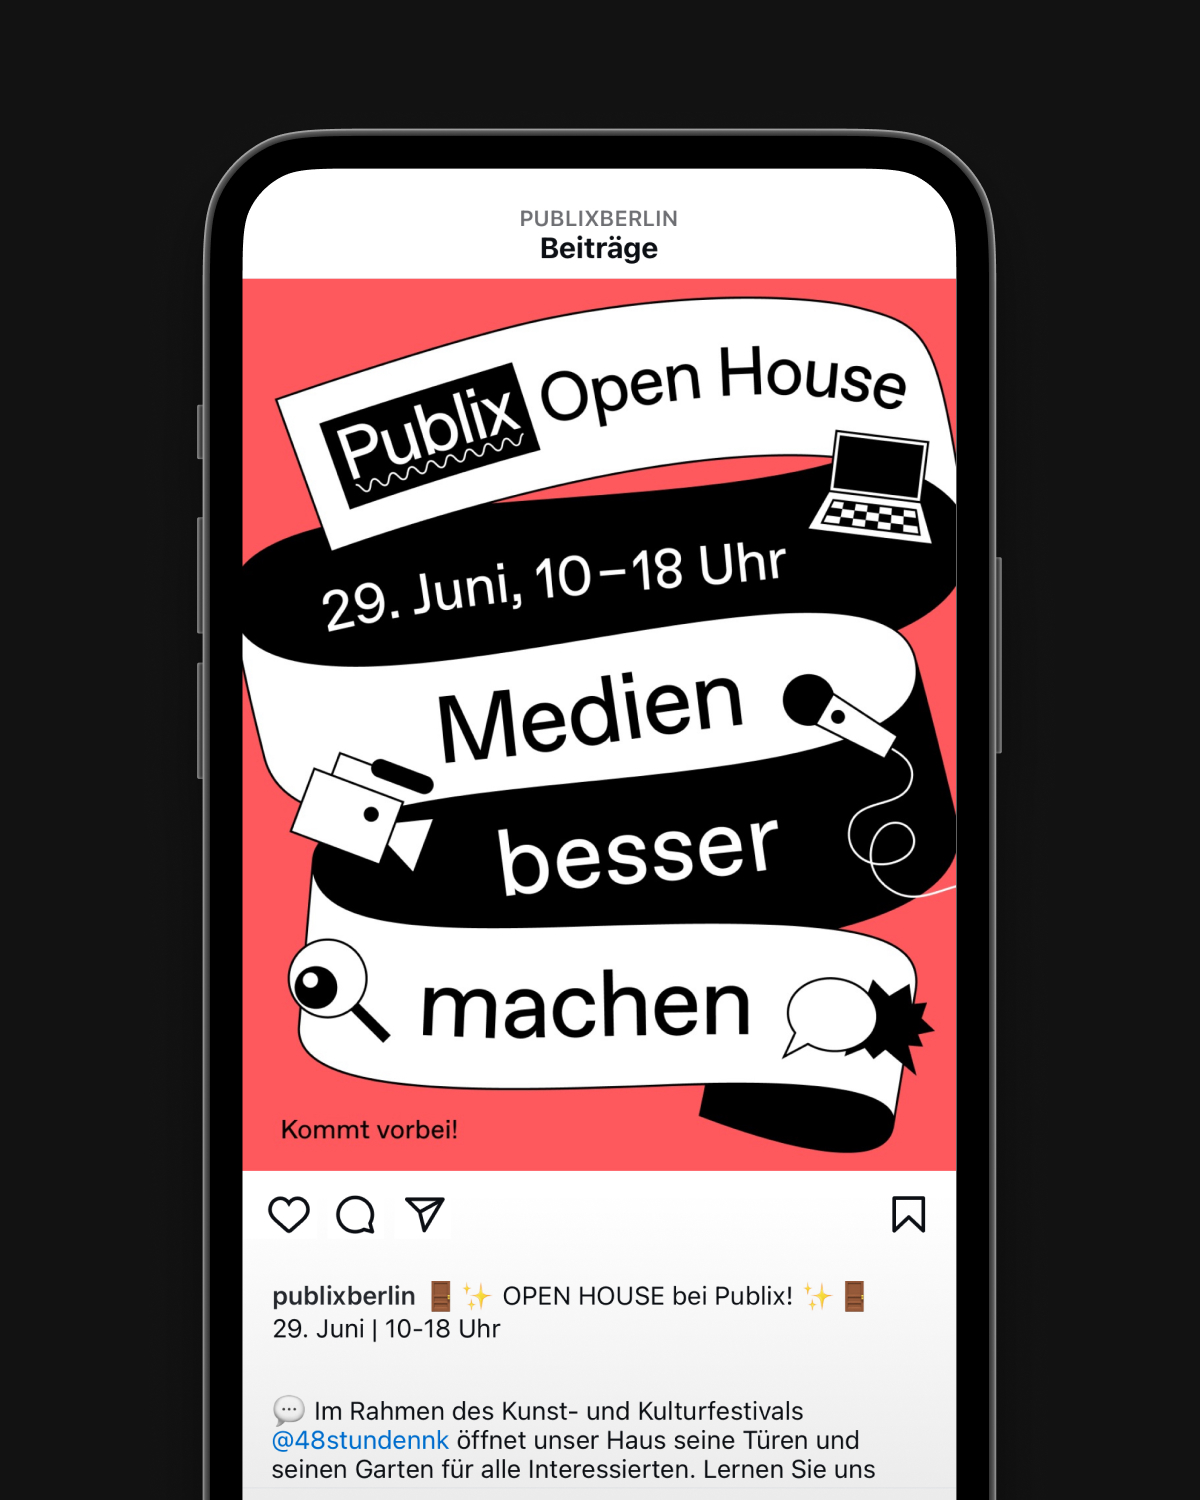 PUBLIXBERLIN
Beiträge
Publix Open House
29. Juni, 10–18 Uhr
Medien
besser
machen
Kommt vorbei!
publixberlin 🚪✨ OPEN HOUSE bei Publix! ✨🚪
29. Juni | 10-18 Uhr
💬 Im Rahmen des Kunst- und Kulturfestivals
@48stundennk öffnet unser Haus seine Türen und
seinen Garten für alle Interessierten. Lernen Sie uns